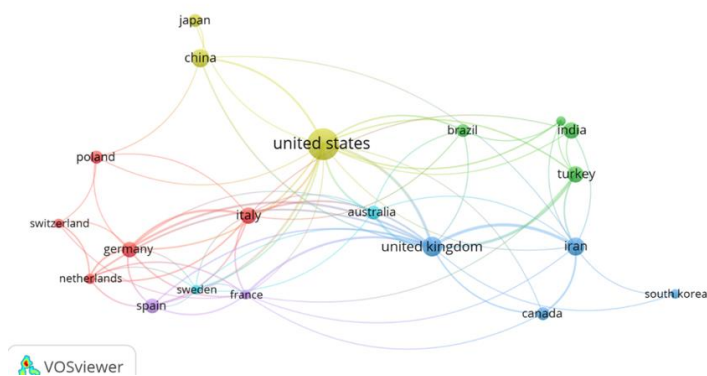 japan
china
united states
brazil
india
poland
turkey
switzerland
italy
australia
germany
united kingdom
iran
netherlands
sweden
france
spain
south korea
canada
VOSviewer